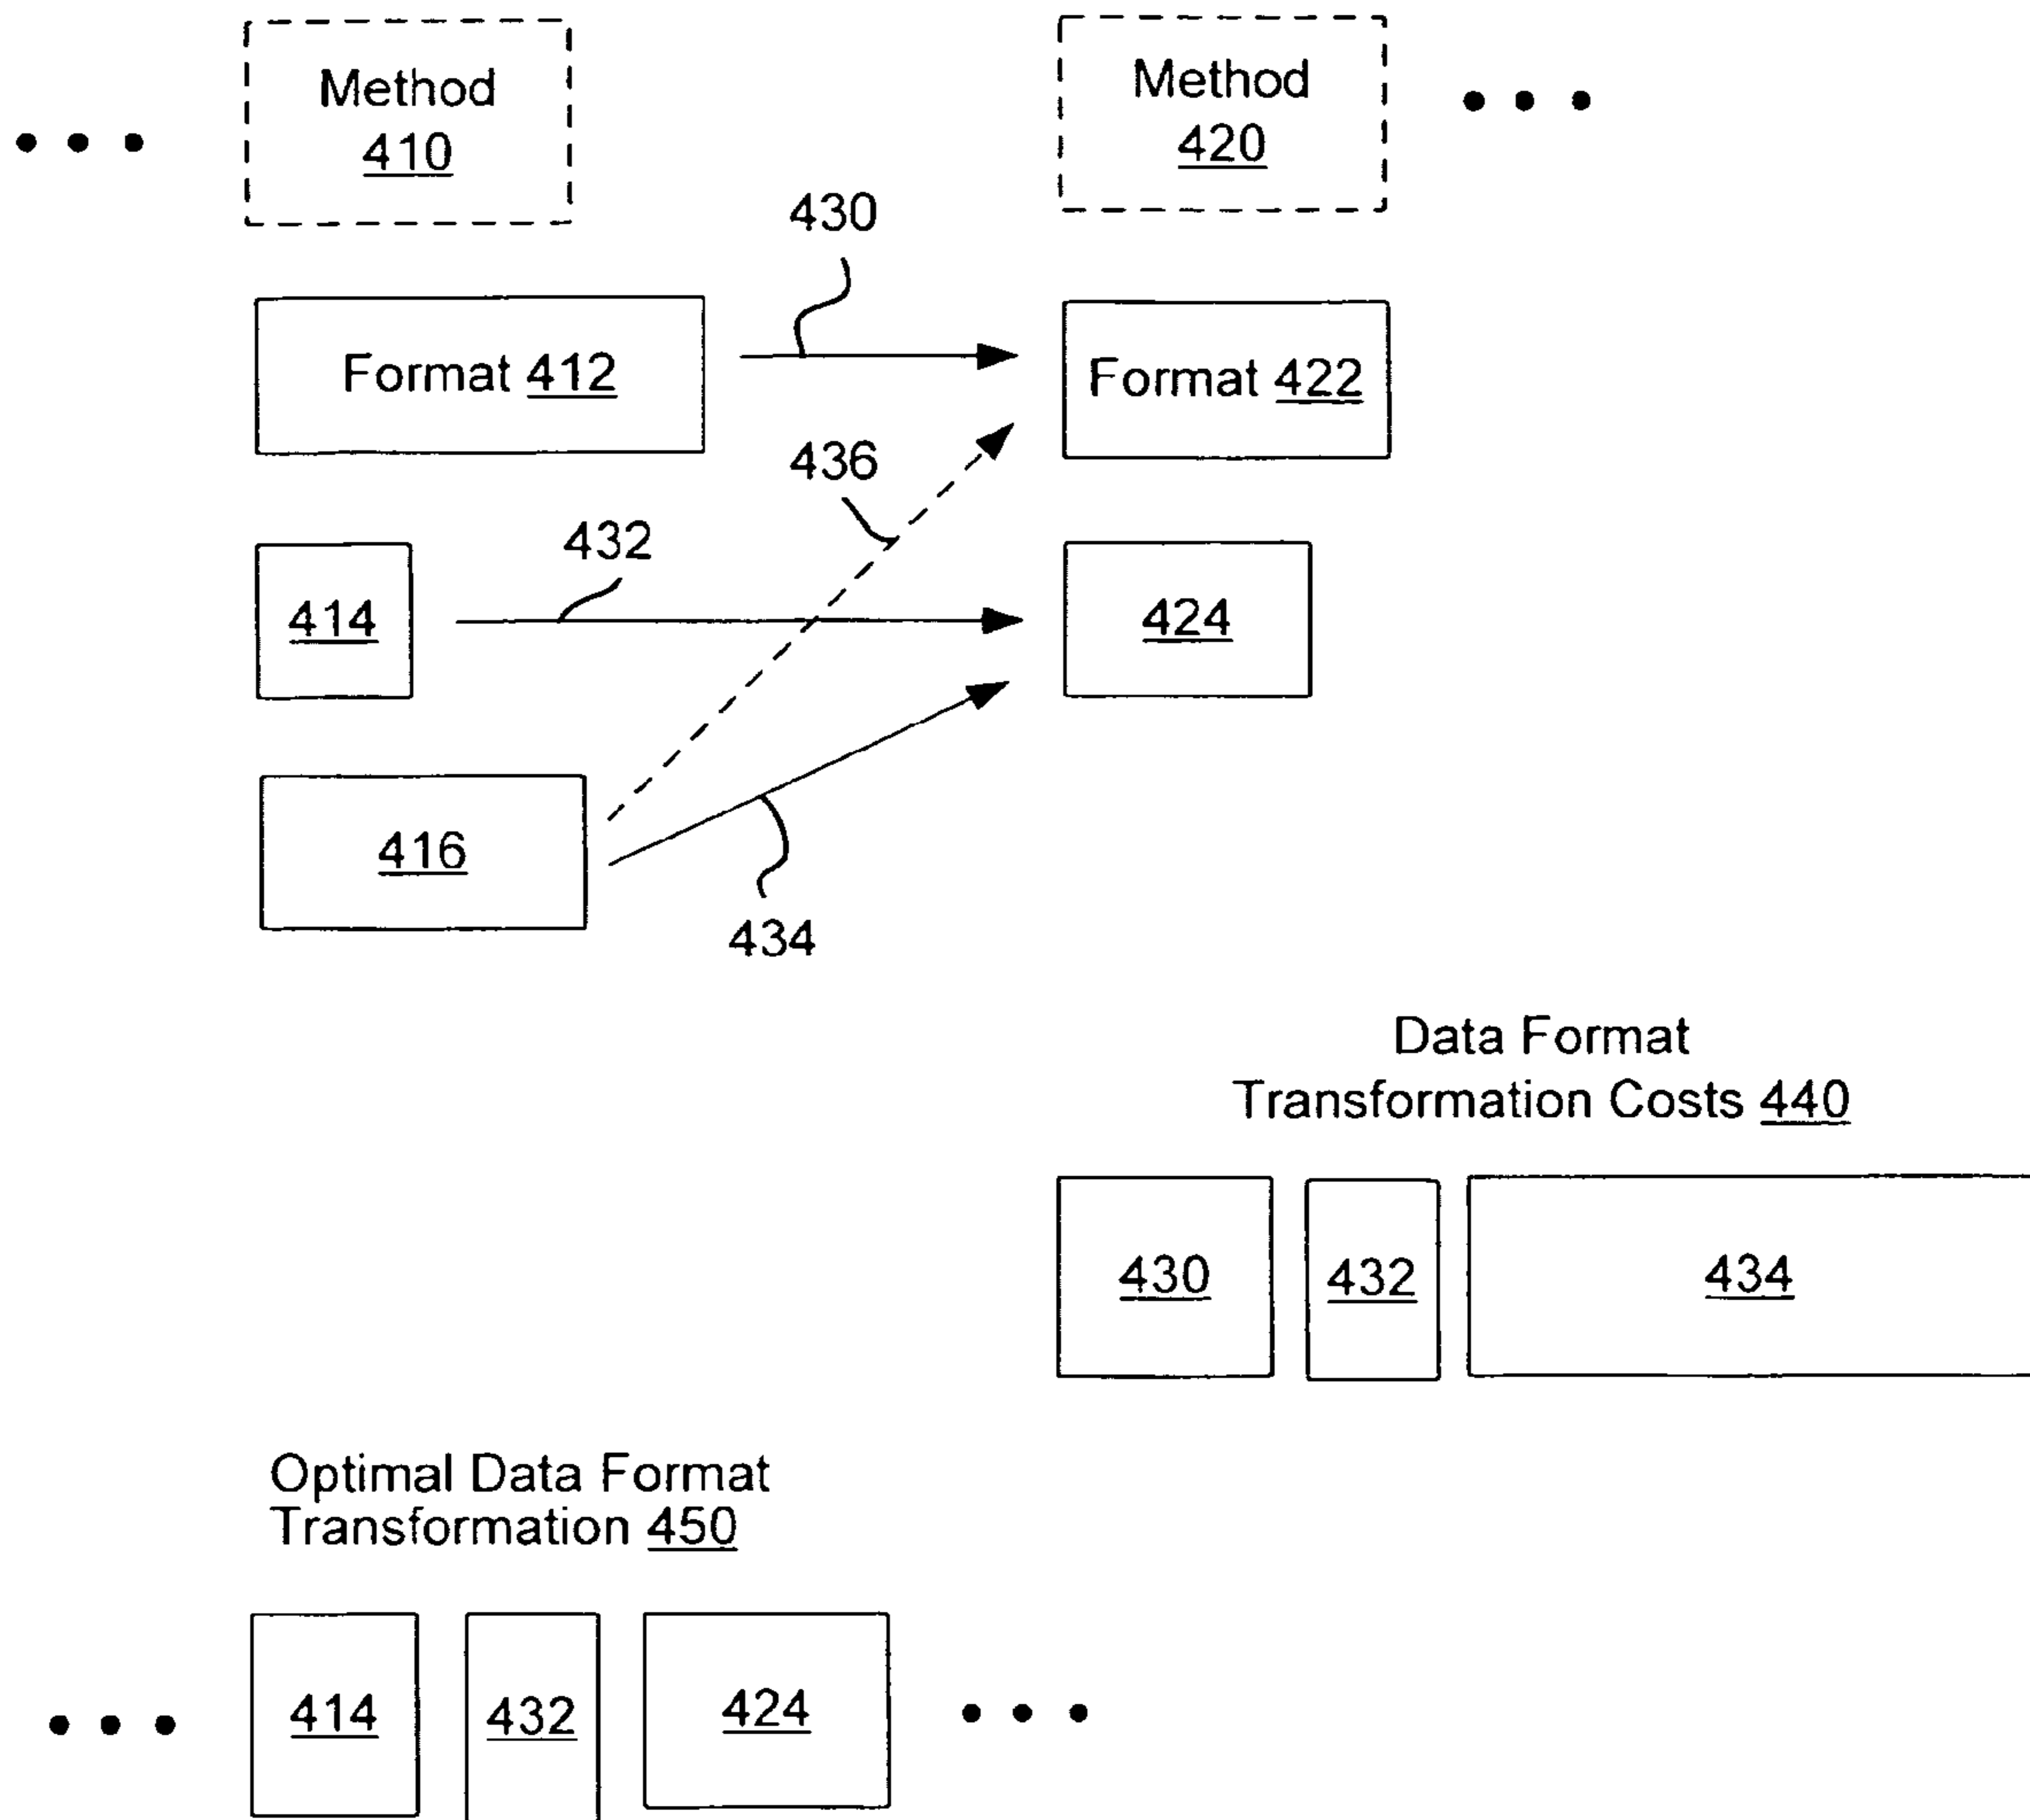 Method
410
Method
420
430
Format 412
Format 422
436
432
414
424
416
434
Data Format
Transformation Costs 440
430
432
434
Optimal Data Format
Transformation 450
414
432
424